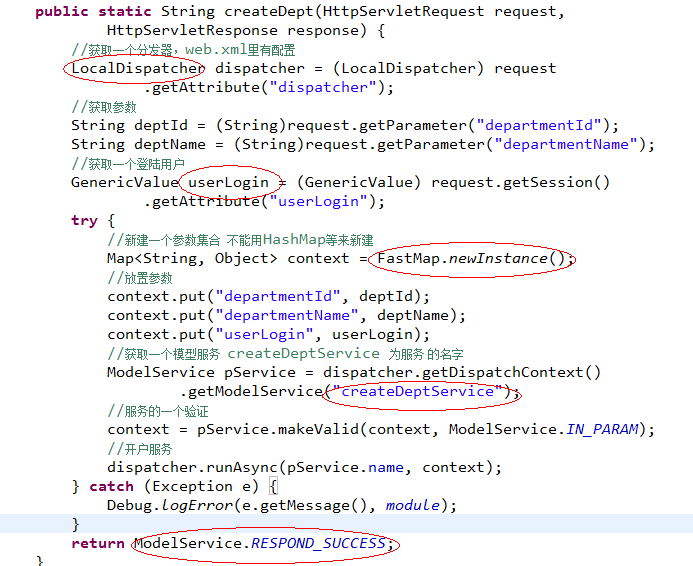 public static String createDept(HttpServletRequest request,
HttpServletResponse response) {
//获取一个分发器，web.xml里有配置
LocalDispatcher dispatcher = (LocalDispatcher) request
.getAttribute("dispatcher");
//获取参数
String deptId = (String)request.getParameter("departmentId");
String deptName = (String)request.getParameter("departmentName");
//获取一个登陆用户
GenericValue userLogin = (GenericValue) request.getSession()
.getAttribute("userLogin");
try {
//新建一个参数集合 不能用HashMap等来新建
Map<String, Object> context = FastMap.newInstance();
//放置参数
context.put("departmentId", deptId);
context.put("departmentName", deptName);
context.put("userLogin", userLogin);
//获取一个模型服务 createDeptService 为服务的名字
ModelService pService = dispatcher.getDispatchContext()
.getModelService("createDeptService");
//服务的一个验证
context = pService.makeValid(context, ModelService.IN_PARAM);
//开户服务
dispatcher.runAsync(pService.name, context);
} catch (Exception e) {
Debug.logError(e.getMessage(), module);
}
return ModelService.RESPOND_SUCCESS;
}